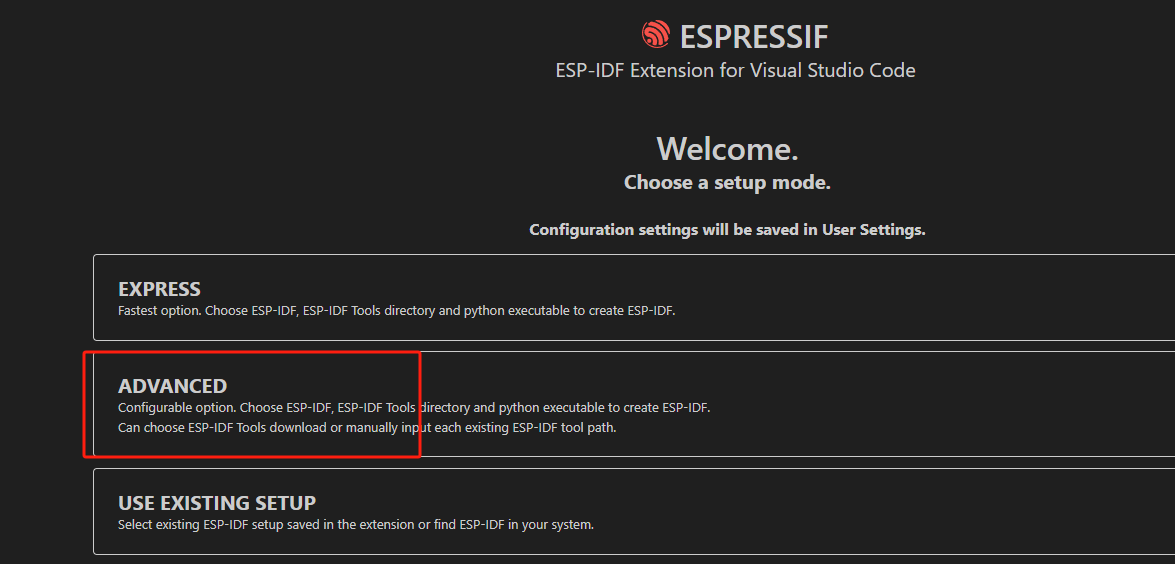 ESPRESSIF
ESP-IDF Extension for Visual Studio Code
Welcome.
Choose a setup mode.
Configuration settings will be saved in User Settings.
EXPRESS
Fastest option. Choose ESP-IDF, ESP-IDF Tools directory and python executable to create ESP-IDF.
ADVANCED
Configurable option. Choose ESP-IDF, ESP-IDF Tools directory and python executable to create ESP-IDF.
Can choose ESP-IDF Tools download or manually input each existing ESP-IDF tool path.
USE EXISTING SETUP
Select existing ESP-IDF setup saved in the extension or find ESP-IDF in your system.